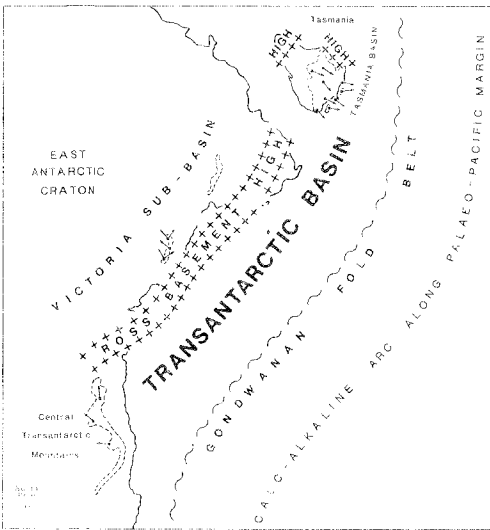 Tasmania
HIGH
HIGH
TASMANIA BASIN
EAST
ANTARCTIC
CRATON
VICTORIA SUB-BASIN
ROSS BASEMENT HIGH
TRANSANTARCTIC BASIN
GONDWANAN FOLD BELT
CALC-ALKALINE ARC ALONG PALAEO-PACIFIC MARGIN
Central
Transantarctic
Mountains